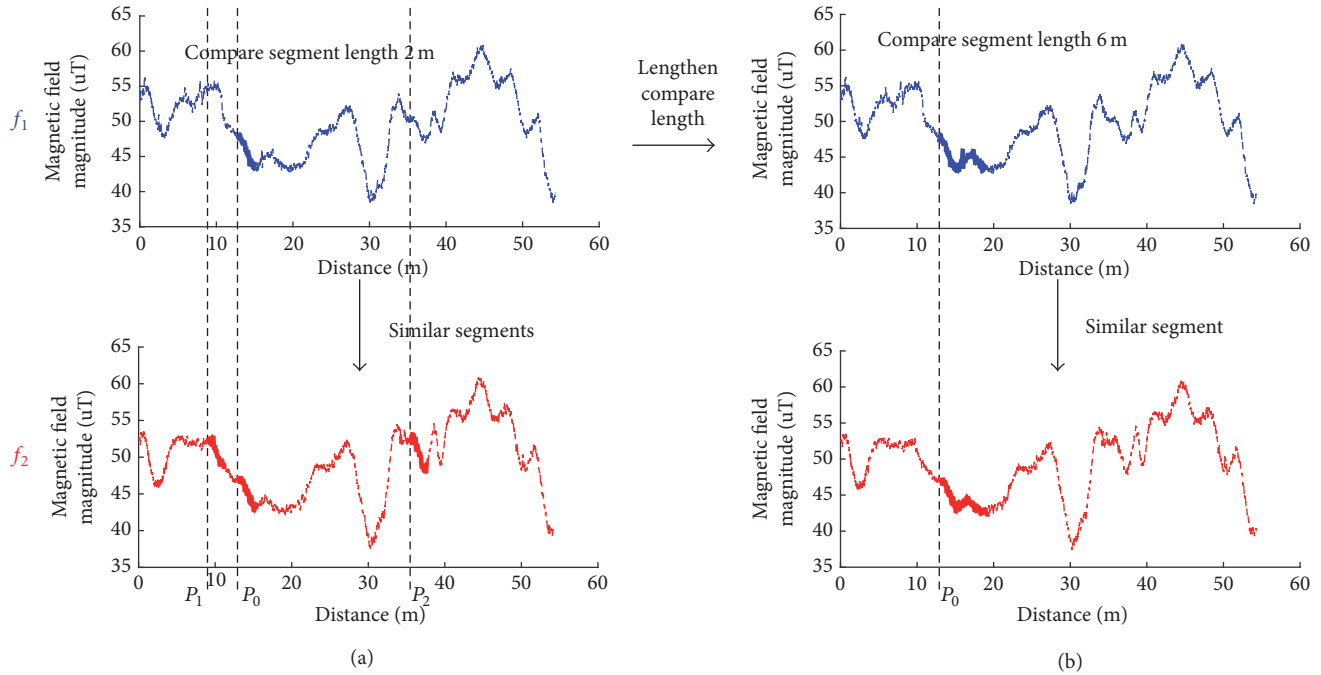 65
60
55
50
45
40
35
Magnetic field
magnitude (uT)
f1
Compare segment length 2 m
0 10 20 30 40 50 60
Distance (m)
Lengthen
compare
length
65
60
55
50
45
40
35
Magnetic field
magnitude (uT)
Compare segment length 6 m
0 10 20 30 40 50 60
Distance (m)
Similar segments
Similar segment
65
60
55
50
45
40
35
Magnetic field
magnitude (uT)
f2
0 10 20 30 40 50 60
P1 P0 P2
Distance (m)
(a)
65
60
55
50
45
40
35
Magnetic field
magnitude (uT)
0 10 20 30 40 50 60
P0
Distance (m)
(b)